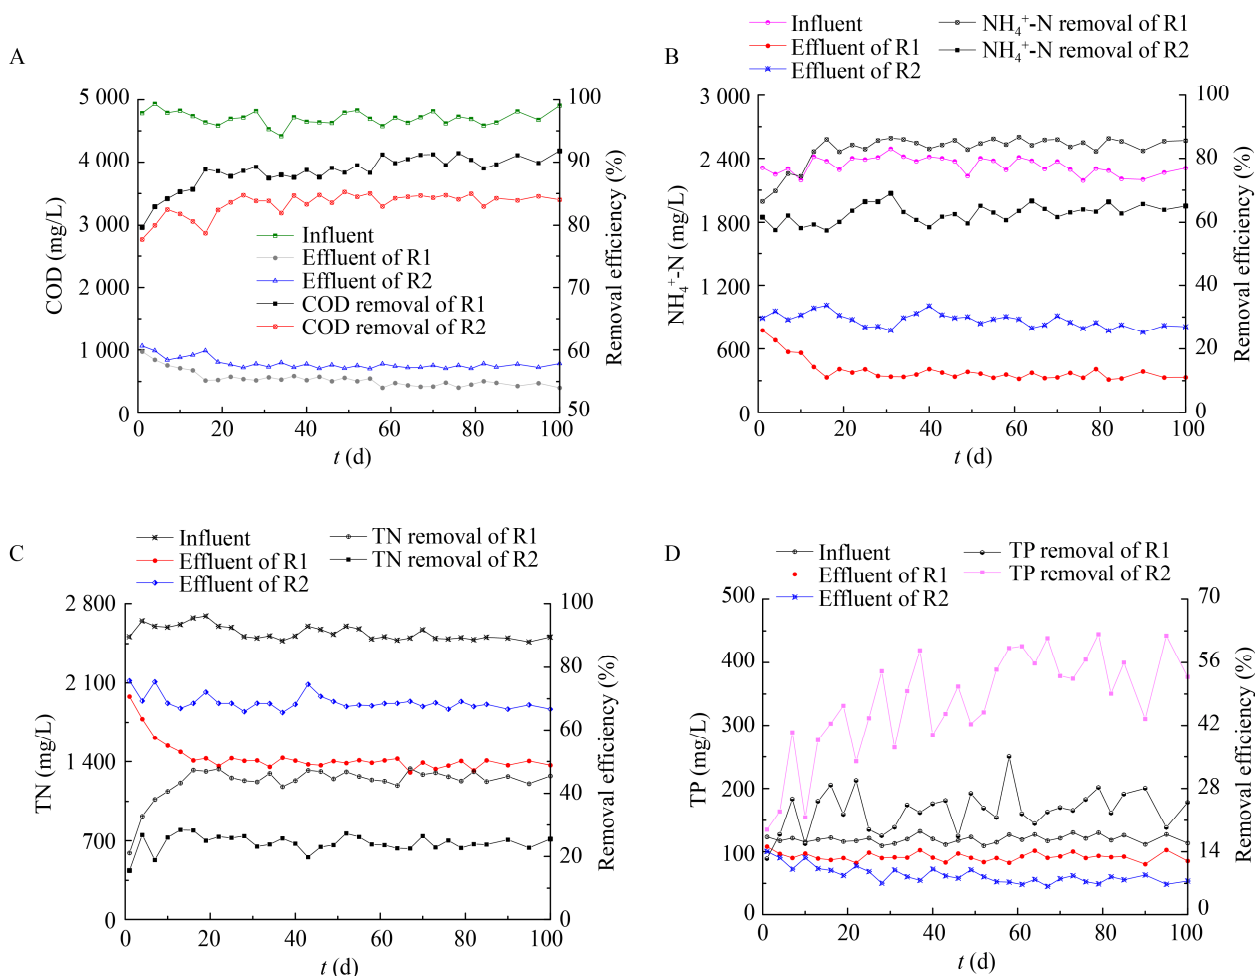 A
Influent
Effluent of R1
Effluent of R2
COD removal of R1
COD removal of R2
5 000
4 000
3 000
2 000
1 000
0
100
90
80
70
60
50
0
20
40
60
80
100
COD (mg/L)
Removal efficiency (%)
t (d)
B
Influent
Effluent of R1
Effluent of R2
NH₄⁺-N removal of R1
NH₄⁺-N removal of R2
3 000
2 400
1 800
1 200
600
0
100
80
60
40
20
0
0
20
40
60
80
100
NH₄⁺-N (mg/L)
Removal efficiency (%)
t (d)
C
Influent
Effluent of R1
Effluent of R2
TN removal of R1
TN removal of R2
2 800
2 100
1 400
700
0
100
80
60
40
20
0
0
20
40
60
80
100
TN (mg/L)
Removal efficiency (%)
t (d)
D
Influent
Effluent of R1
Effluent of R2
TP removal of R1
TP removal of R2
500
400
300
200
100
0
70
56
42
28
14
0
0
20
40
60
80
100
TP (mg/L)
Removal efficiency (%)
t (d)